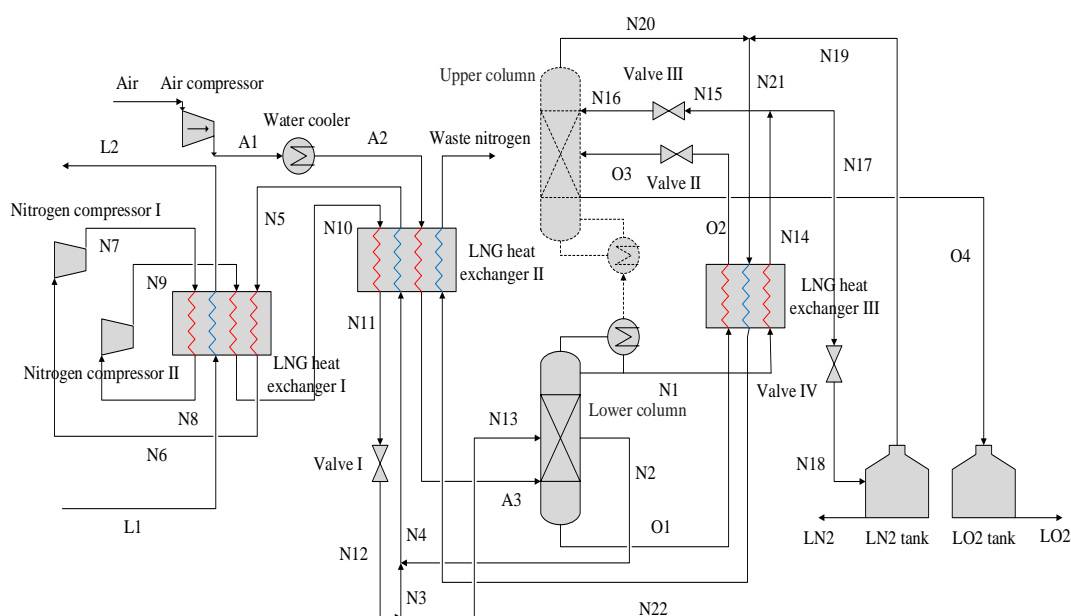 N20
N19
Air
Air compressor
Upper column
Valve III
N15
N16
N21
Water cooler
A1
A2
Waste nitrogen
L2
O3
Valve II
N17
Nitrogen compressor I
N5
N10
N7
O2
N14
O4
LNG heat
exchanger II
N9
LNG heat
exchanger III
N11
Nitrogen compressor II
LNG heat
exchanger I
N1
Valve IV
N8
N13
Lower column
N6
Valve I
N2
N18
A3
L1
O1
N4
LN2
LN2 tank
LO2 tank
LO2
N12
N3
N22